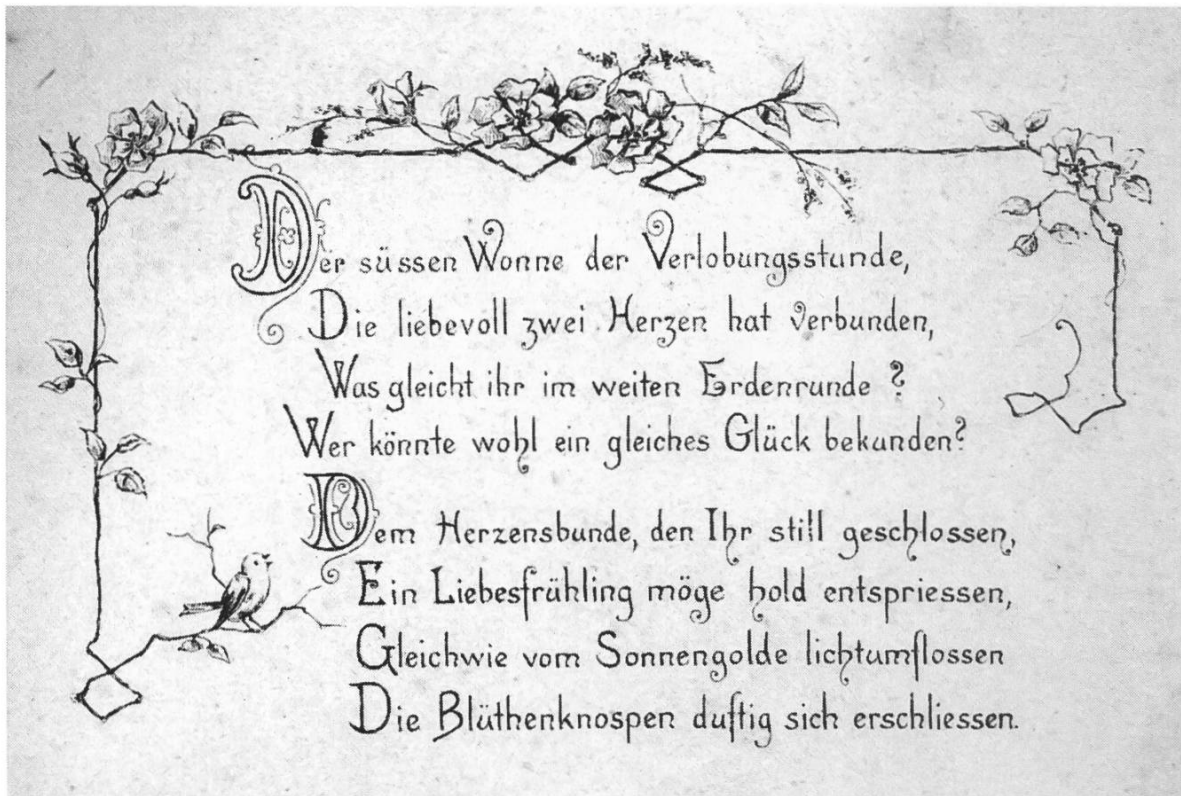 Der süssen Wonne der Verlobungsstunde,
Die liebevoll zwei Herzen hat verbunden,
Was gleicht ihr im weiten Erdenrunde?
Wer könnte wohl ein gleiches Glück bekunden?
Dem Herzensbunde, den Ihr still geschlossen,
Ein Liebesfrühling möge hold entspriessen,
Gleichwie vom Sonnengolde lichtumflossen
Die Blüthenknospen duftig sich erschliessen.